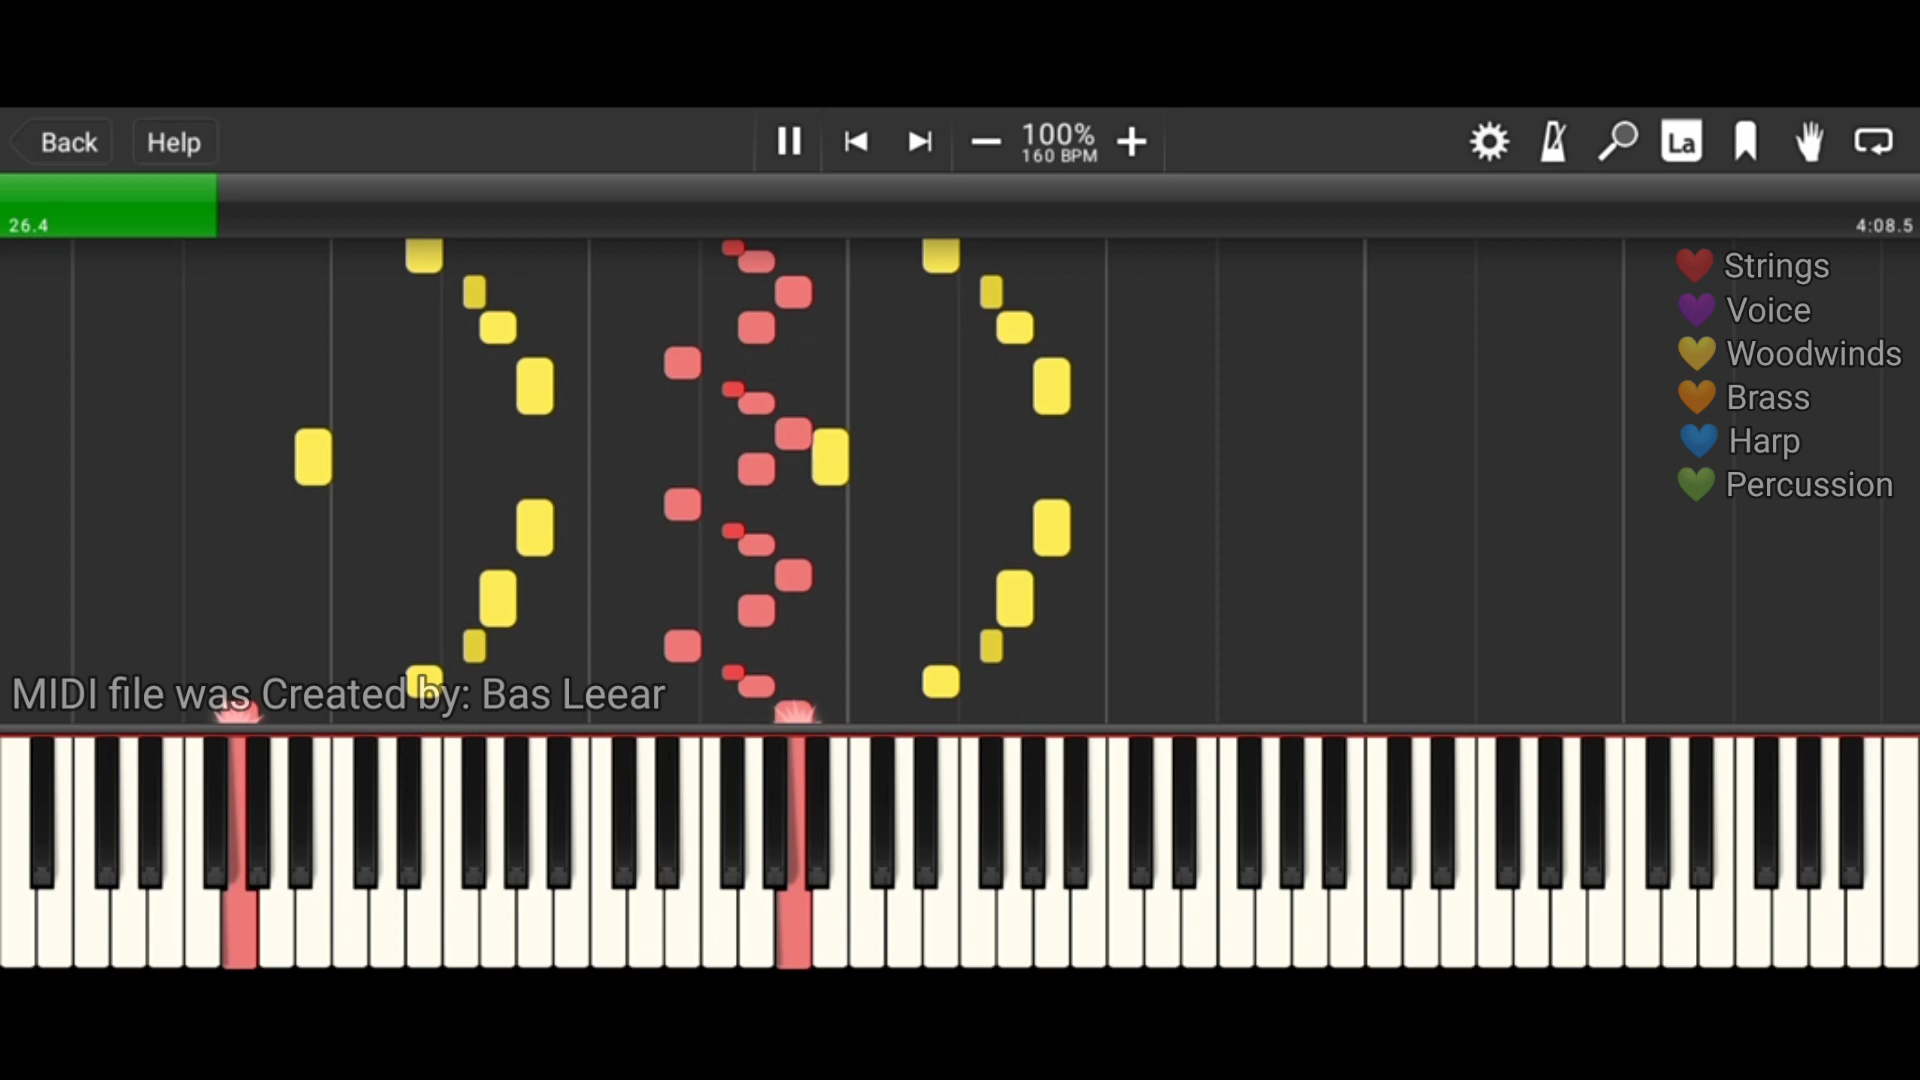 Back Help 100% La
160 BPM
26.4 4:08.5
Strings
Voice
Woodwinds
Brass
Harp
Percussion
MIDI file was Created by: Bas Leear